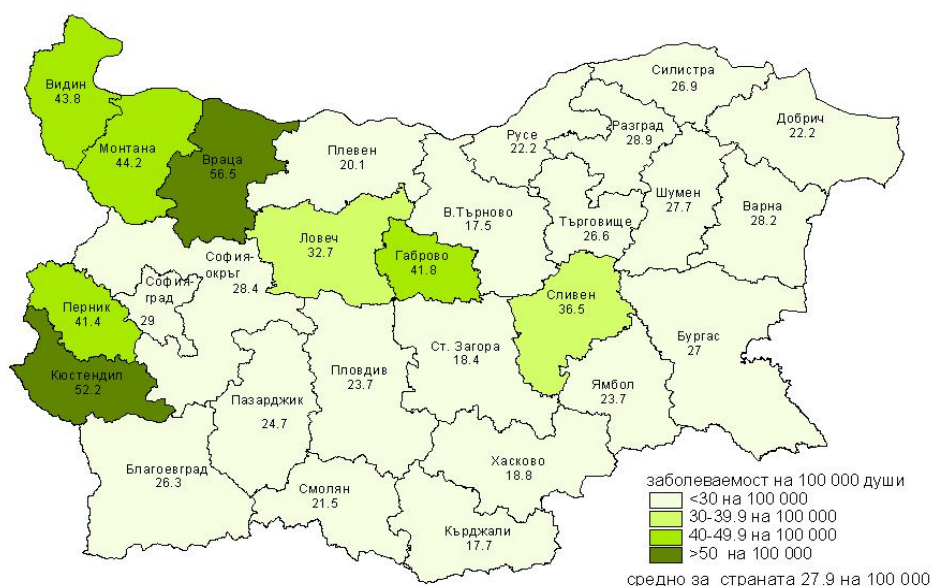 Видин
43.8
Монтана
44.2
Враца
56.5
Плевен
20.1
Русе
22.2
Силистра
26.9
Разград
28.9
Добрич
22.2
Шумен
27.7
Варна
28.2
Търговище
26.6
В.Търново
17.5
Ловеч
32.7
Габрово
41.8
София-
окръг
28.4
София-
град
29
Перник
41.4
Кюстендил
52.2
Сливен
36.5
Бургас
27
Ст. Загора
18.4
Ямбол
23.7
Пловдив
23.7
Пазарджик
24.7
Благоевград
26.3
Смолян
21.5
Хасково
18.8
Кърджали
17.7
заболеваемост на 100 000 души
<30 на 100 000
30-39.9 на 100 000
40-49.9 на 100 000
>50 на 100 000
средно за страната 27.9 на 100 000